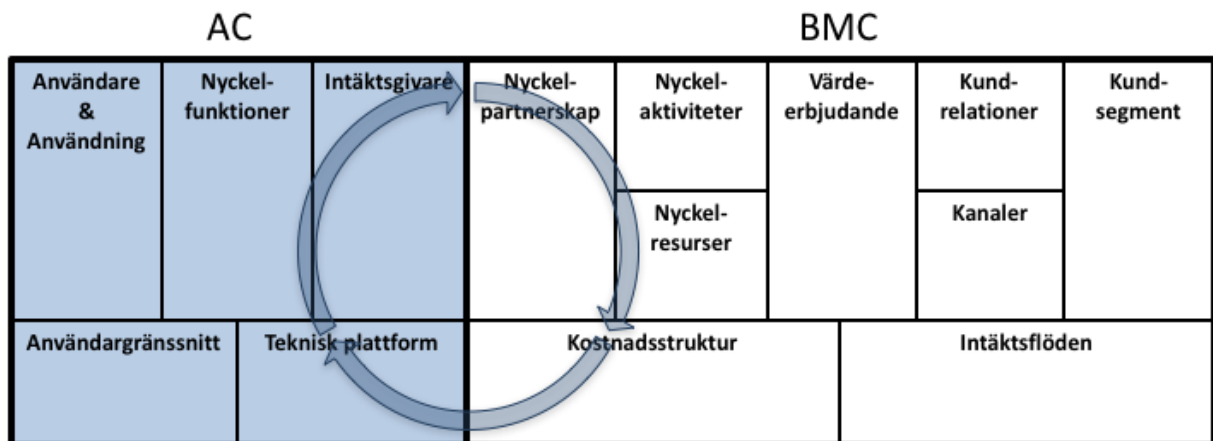 AC
BMC
Användare
&
Användning
Nyckel-
funktioner
Intäktsgivare
Nyckel-
partnerskap
Nyckel-
aktiviteter
Värde-
erbjudande
Kund-
relationer
Kund-
segment
Nyckel-
resurser
Kanaler
Användargränssnitt
Teknisk plattform
Kostnadsstruktur
Intäktsflöden